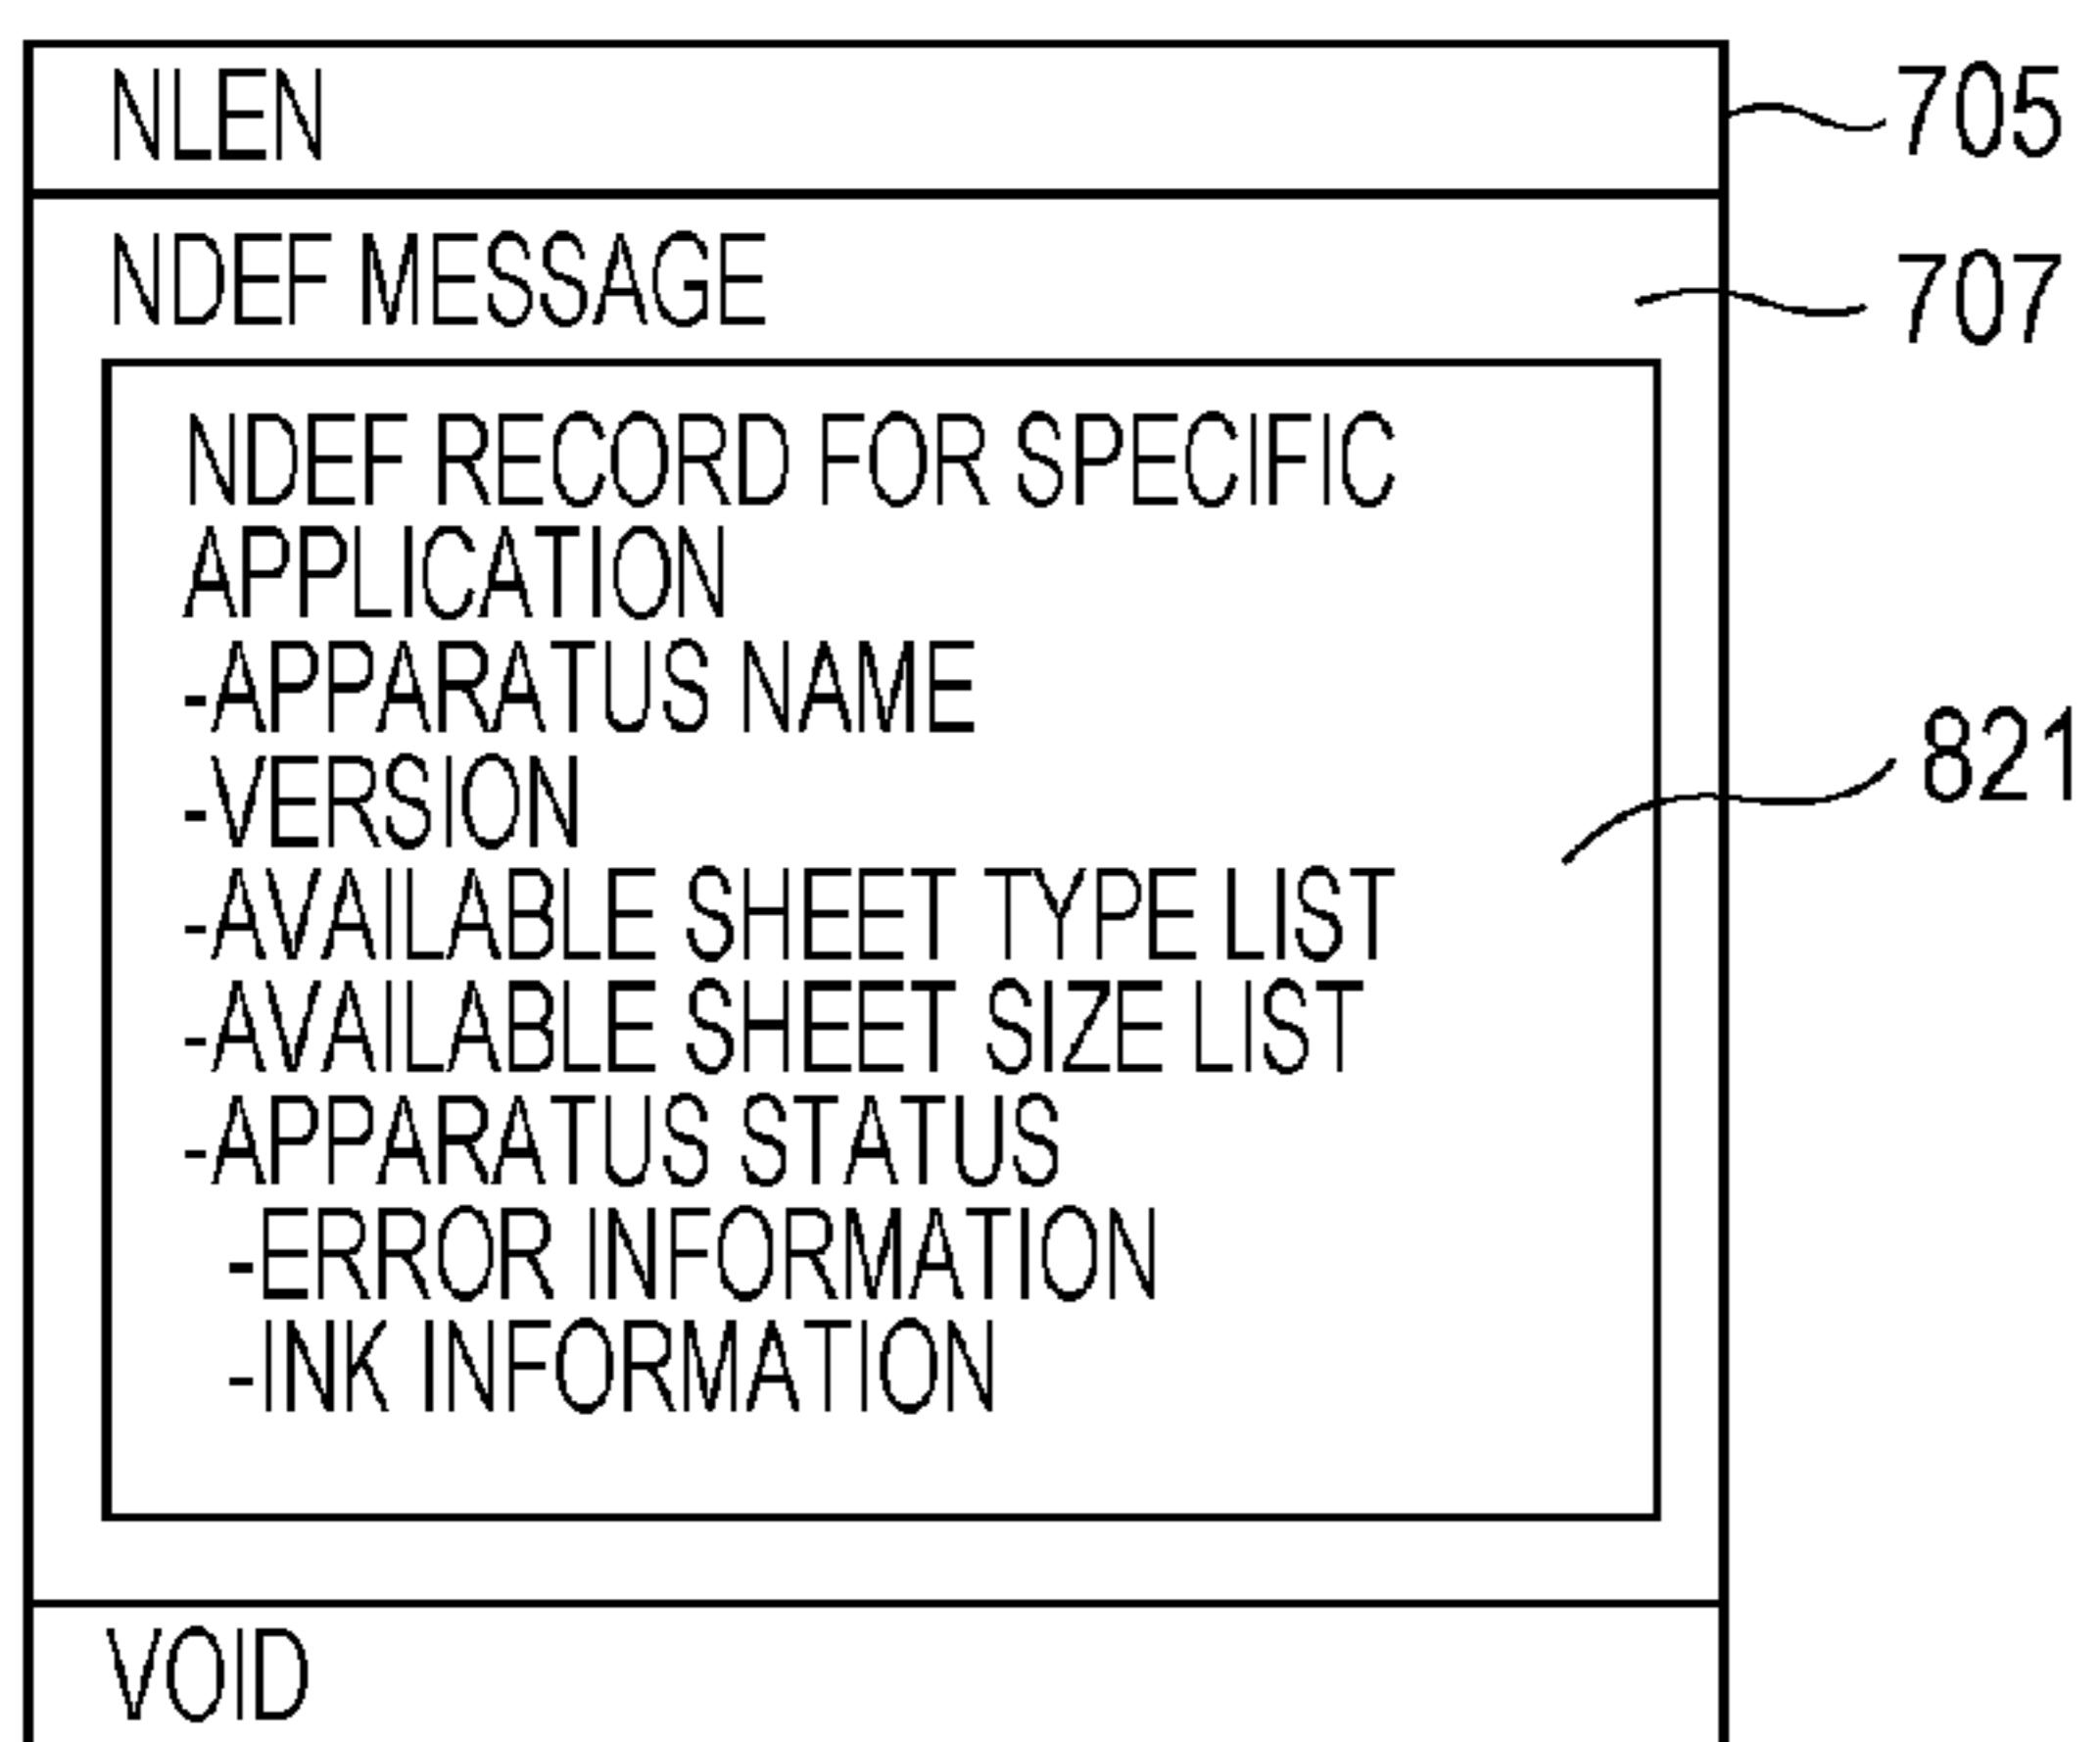 NLEN
705
NDEF MESSAGE
707
NDEF RECORD FOR SPECIFIC
APPLICATION
-APPARATUS NAME
-VERSION
821
-AVAILABLE SHEET TYPE LIST
-AVAILABLE SHEET SIZE LIST
-APPARATUS STATUS
-ERROR INFORMATION
-INK INFORMATION
VOID